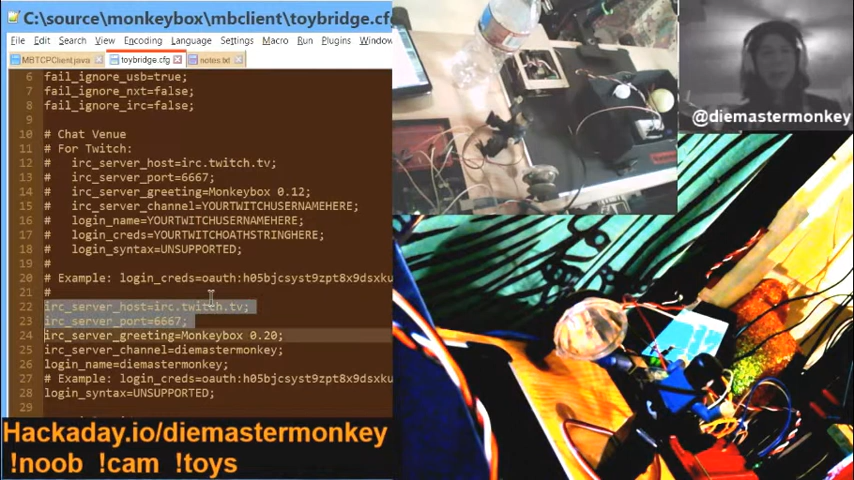 C:\source\monkeybox\mbclient\toybridge.cf
File Edit Search View Encoding Language Settings Macro Run Plugins Window
MBTCPClient.java toybridge.cfg notes.txt
6 fail_ignore_usb=true;
7 fail_ignore_nxt=false;
8 fail_ignore_irc=false;
9
10 # Chat Venue
11 # For Twitch:
12 # irc_server_host=irc.twitch.tv;
13 # irc_server_port=6667;
14 # irc_server_greeting=Monkeybox 0.12;
15 # irc_server_channel=YOURTWITCHUSERNAMEHERE;
16 # login_name=YOURTWITCHUSERNAMEHERE;
17 # login_creds=YOURTWITCHOATHSTRINGHERE;
18 # login_syntax=UNSUPPORTED;
19 #
20 # Example: login_creds=oauth:h05bjcsyst9zpt8x9dsxku
21 #
22 irc_server_host=irc.twitch.tv;
23 irc_server_port=6667;
24 irc_server_greeting=Monkeybox 0.20;
25 irc_server_channel=diemastermonkey;
26 login_name=diemastermonkey;
27 # Example: login_creds=oauth:h05bjcsyst9zpt8x9dsxku
28 login_syntax=UNSUPPORTED;
29
@diemastermonkey
Hackaday.io/diemastermonkey
!noob !cam !toys